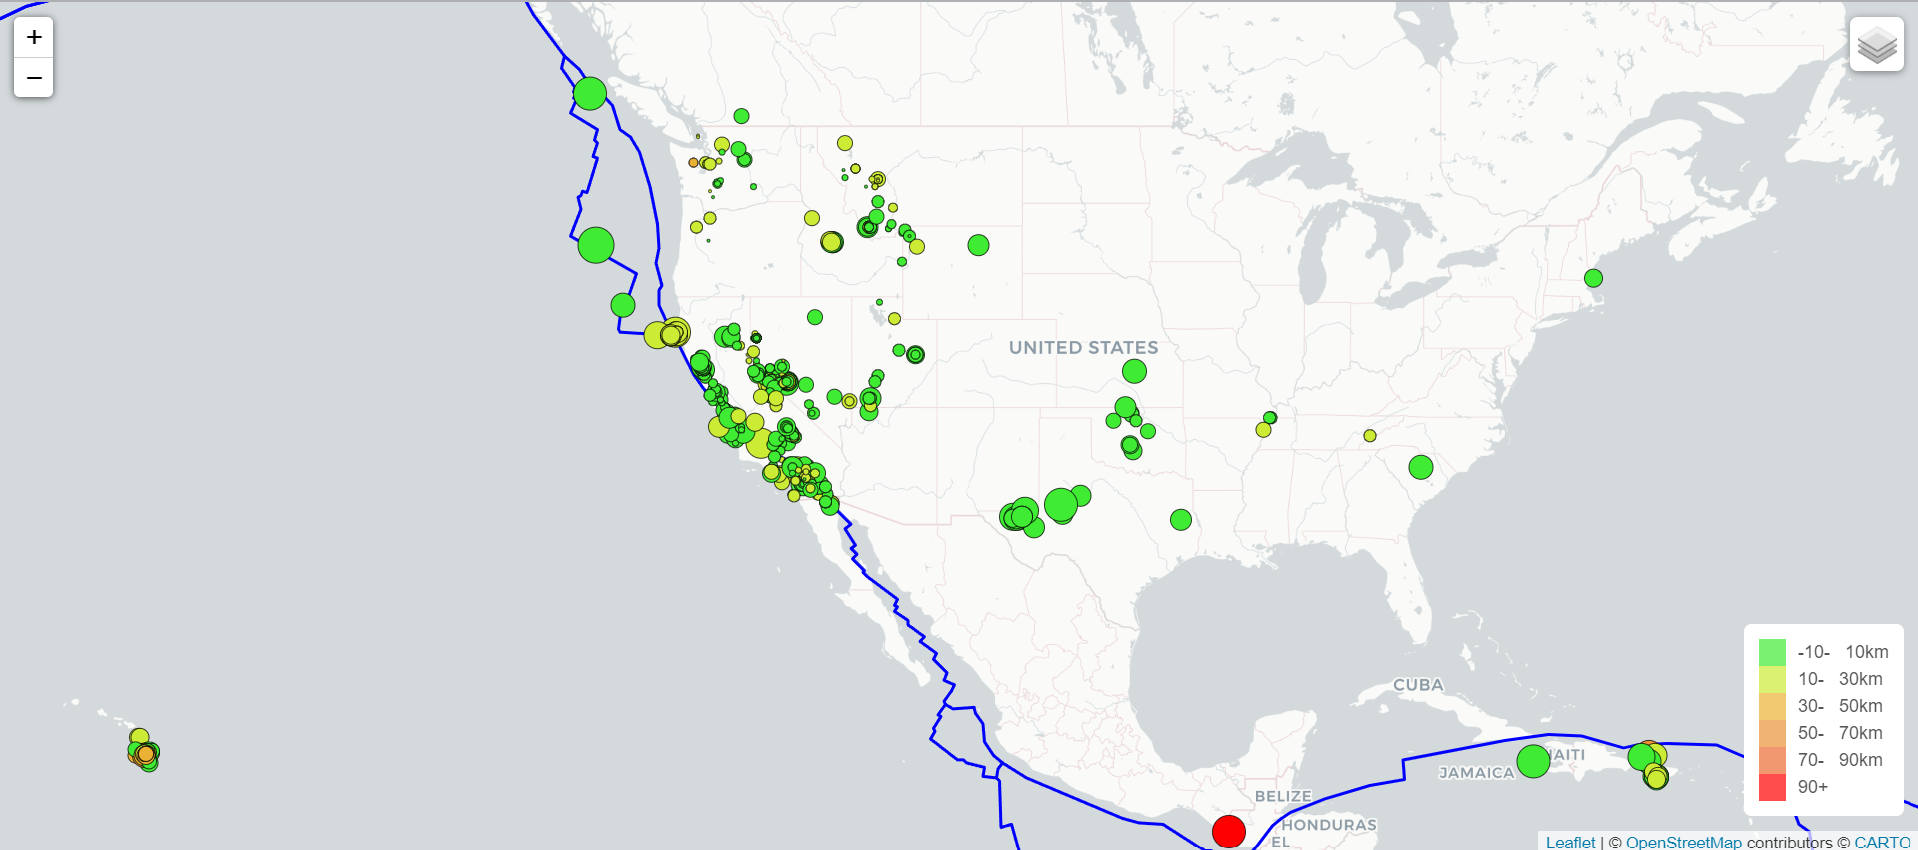 +
−
UNITED STATES
CUBA
AITI
JAMAICA
BELIZE
HONDURAS
EL
-10- 10km
10- 30km
30- 50km
50- 70km
70- 90km
90+
Leaflet | © OpenStreetMap contributors © CARTO